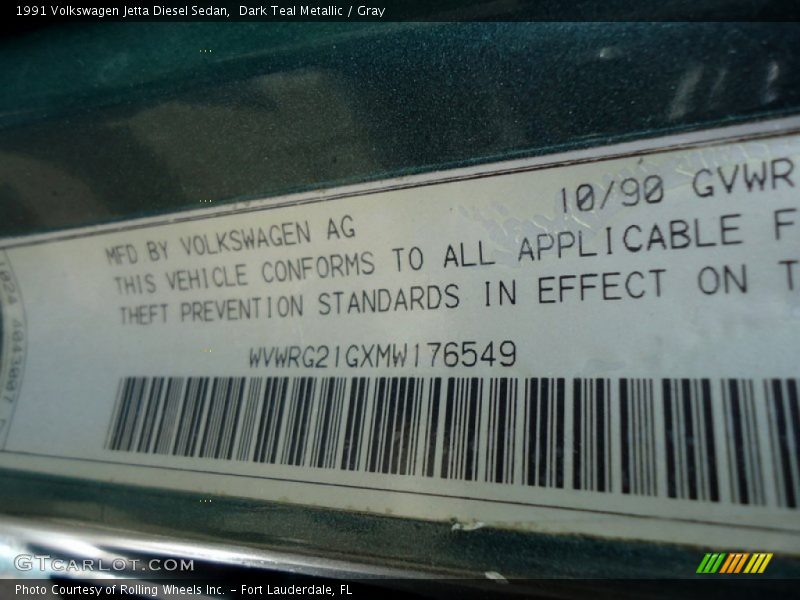 1991 Volkswagen Jetta Diesel Sedan, Dark Teal Metallic / Gray
10/90 GVWR
MFD BY VOLKSWAGEN AG
THIS VEHICLE CONFORMS TO ALL APPLICABLE F
THEFT PREVENTION STANDARDS IN EFFECT ON T
WVWRG21GXMW176549
GTCARLOT.COM
Photo Courtesy of Rolling Wheels Inc. - Fort Lauderdale, FL